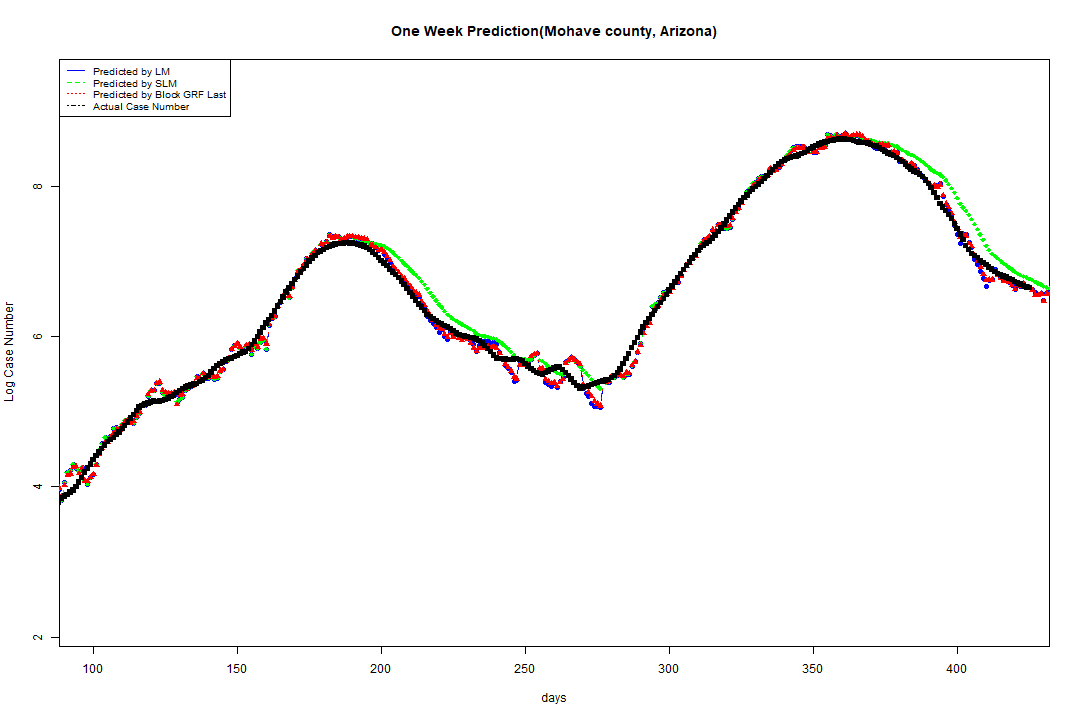 One Week Prediction(Mohave county, Arizona)
Predicted by LM
Predicted by SLM
Predicted by Block GRF Last
Actual Case Number
Log Case Number
8
6
4
2
100 150 200 250 300 350 400
days